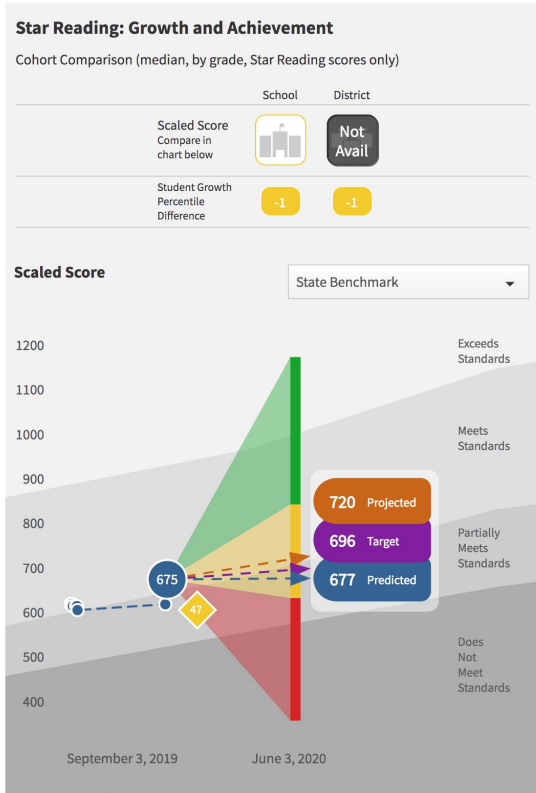 Star Reading: Growth and Achievement
Cohort Comparison (median, by grade, Star Reading scores only)
School District
Scaled Score
Compare in
chart below
Not
Avail
Student Growth
Percentile
Difference
-1 -1
Scaled Score
State Benchmark
1200
1100
1000
900
800
700
600
500
400
Exceeds
Standards
Meets
Standards
Partially
Meets
Standards
Does
Not
Meet
Standards
675
47
720 Projected
696 Target
677 Predicted
September 3, 2019 June 3, 2020